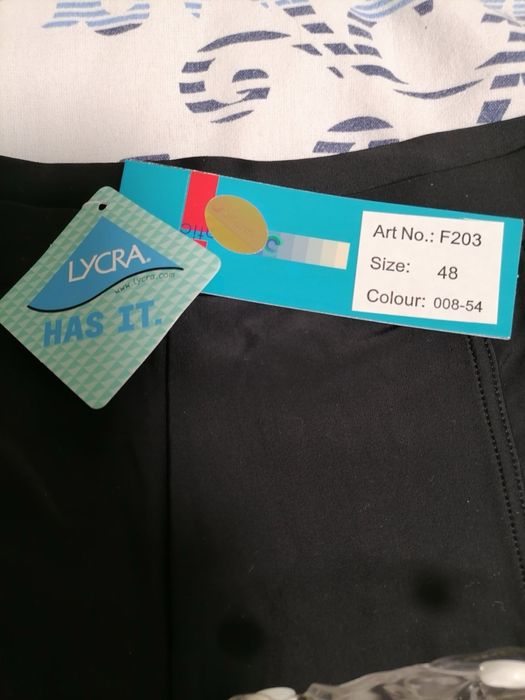 LYCRA.
www.lycra.com
HAS IT.
Art No.: F203
Size: 48
Colour: 008-54